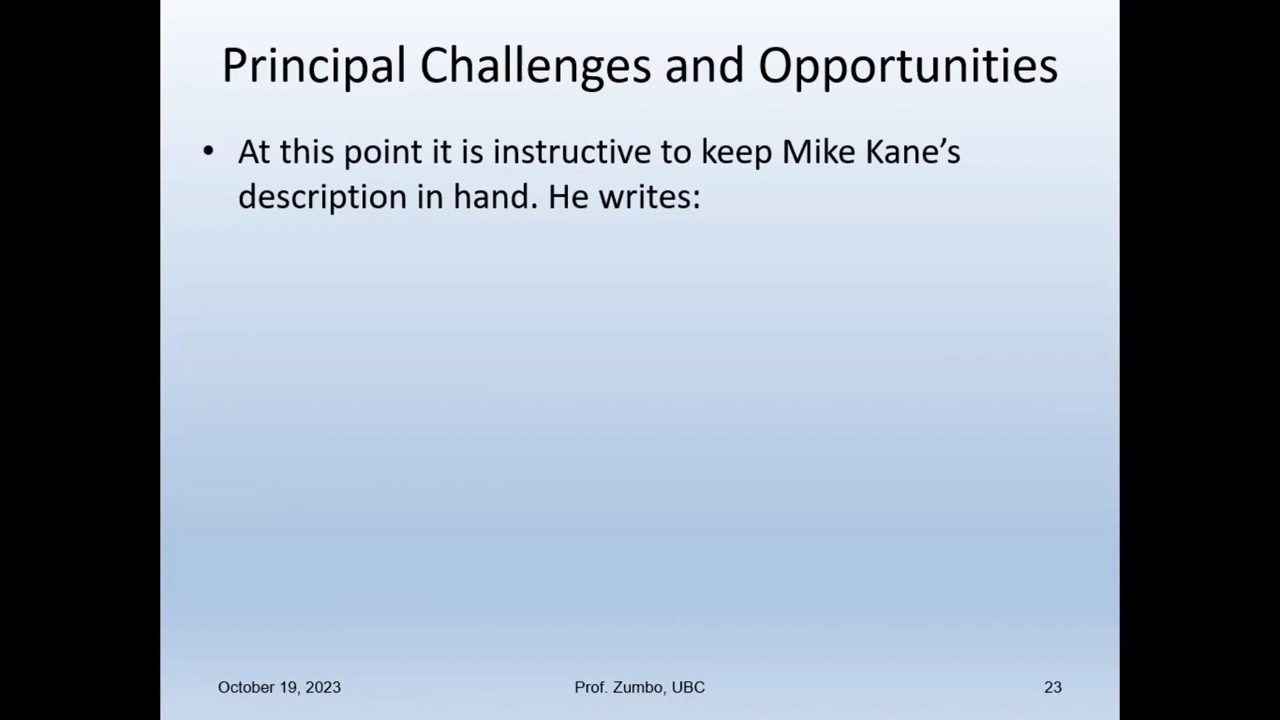 Principal Challenges and Opportunities
• At this point it is instructive to keep Mike Kane’s
description in hand. He writes:
October 19, 2023
Prof. Zumbo, UBC
23